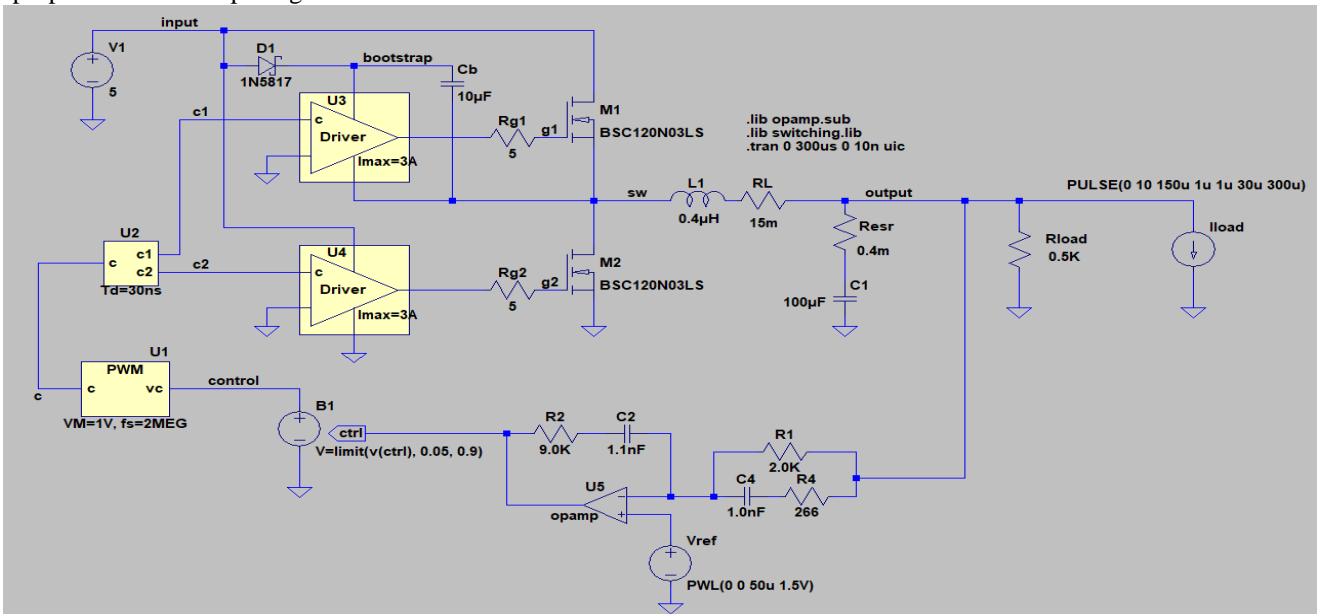 input
V1
5
D1
1N5817
bootstrap
Cb
10µF
U3
c
Driver
Imax=3A
c1
Rg1
5
g1
M1
BSC120N03LS
.lib opamp.sub
.lib switching.lib
.tran 0 300us 0 10n uic
sw
L1
0.4µH
RL
15m
output
PULSE(0 10 150u 1u 1u 30u 300u)
Resr
0.4m
C1
100µF
Rload
0.5K
Iload
U2
c
c1
c2
Td=30ns
c2
U4
c
Driver
Imax=3A
Rg2
5
g2
M2
BSC120N03LS
U1
PWM
c
vc
VM=1V, fs=2MEG
c
control
B1
V=limit(v(ctrl), 0.05, 0.9)
ctrl
R2
9.0K
C2
1.1nF
R1
2.0K
C4
1.0nF
R4
266
U5
opamp
Vref
PWL(0 0 50u 1.5V)